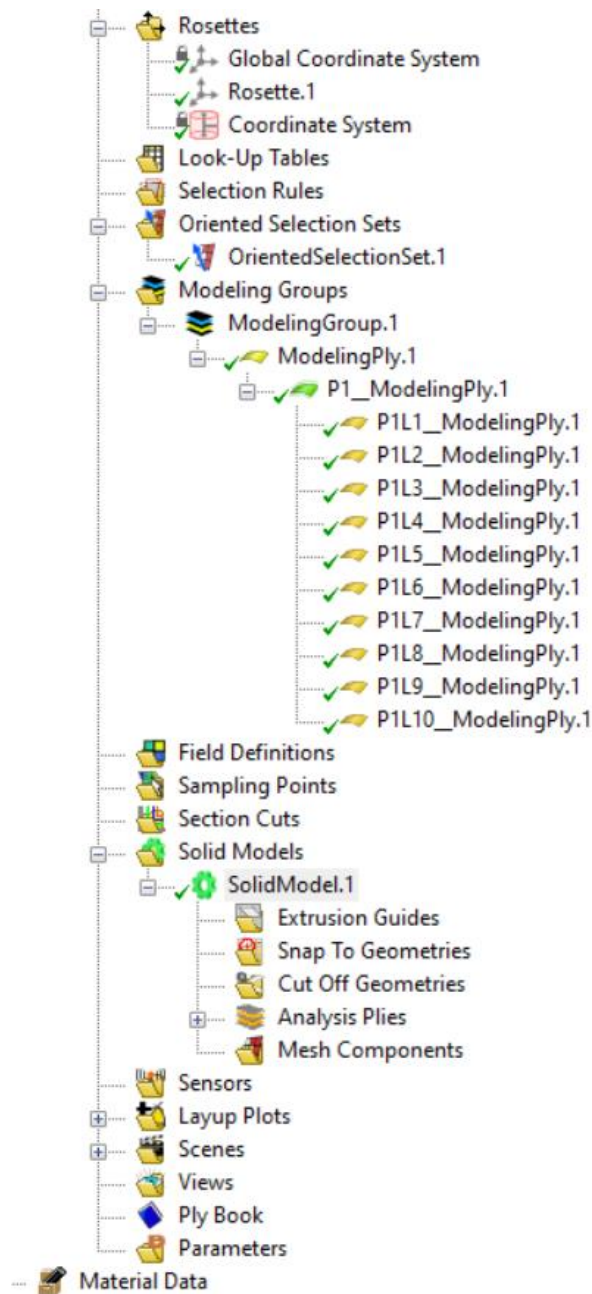 Rosettes
Global Coordinate System
Rosette.1
Coordinate System
Look-Up Tables
Selection Rules
Oriented Selection Sets
OrientedSelectionSet.1
Modeling Groups
ModelingGroup.1
ModelingPly.1
P1__ModelingPly.1
P1L1__ModelingPly.1
P1L2__ModelingPly.1
P1L3__ModelingPly.1
P1L4__ModelingPly.1
P1L5__ModelingPly.1
P1L6__ModelingPly.1
P1L7__ModelingPly.1
P1L8__ModelingPly.1
P1L9__ModelingPly.1
P1L10__ModelingPly.1
Field Definitions
Sampling Points
Section Cuts
Solid Models
SolidModel.1
Extrusion Guides
Snap To Geometries
Cut Off Geometries
Analysis Plies
Mesh Components
Sensors
Layup Plots
Scenes
Views
Ply Book
Parameters
Material Data